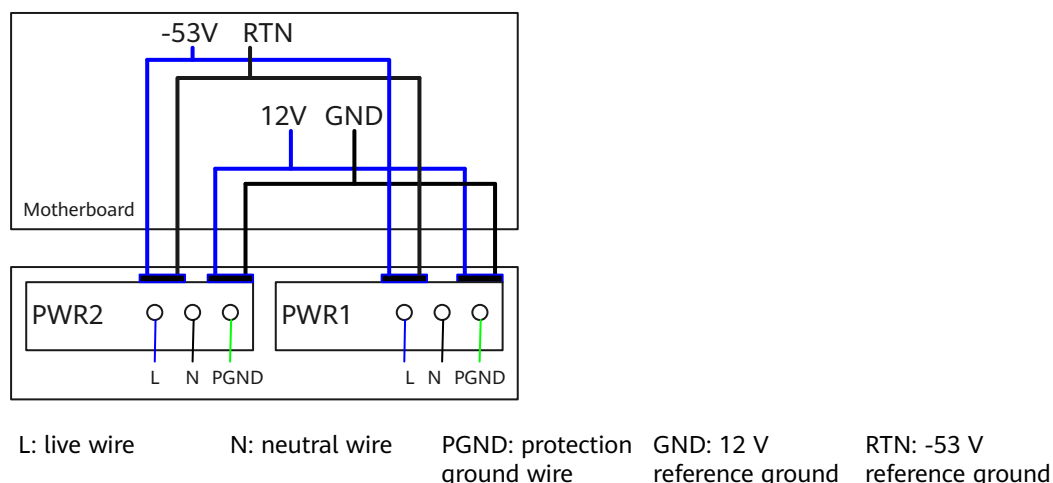 -53V RTN
12V GND
Motherboard
PWR2 PWR1
L N PGND L N PGND
L: live wire N: neutral wire PGND: protection ground wire GND: 12 V reference ground RTN: -53 V reference ground